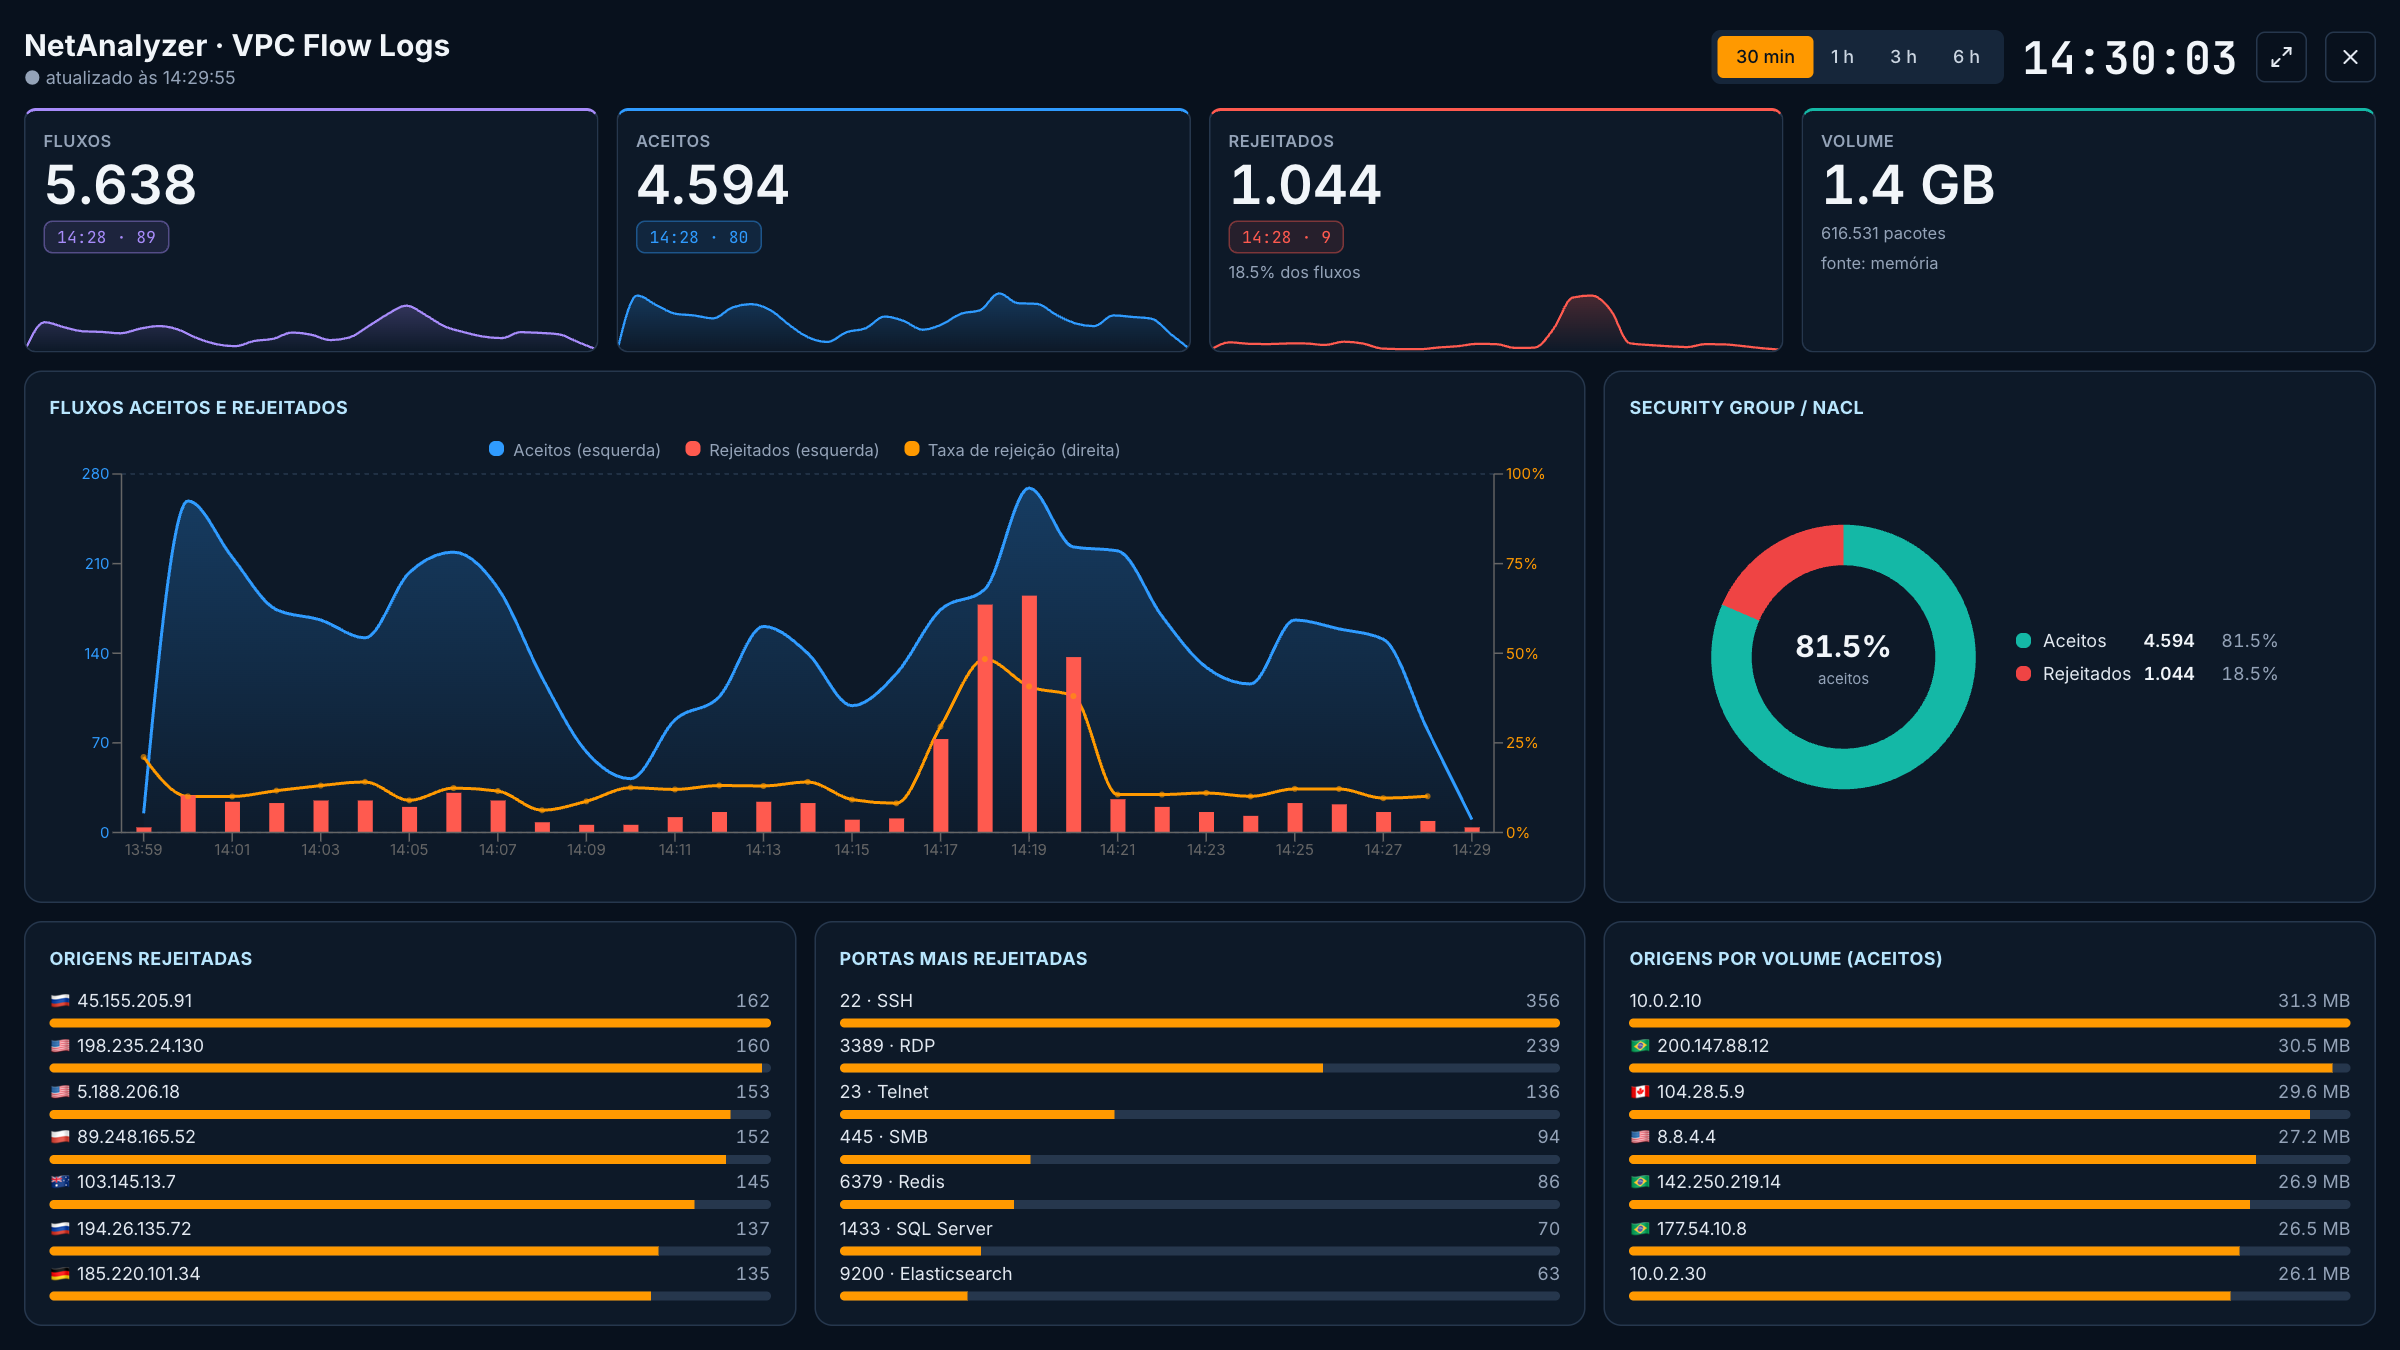 NetAnalyzer · VPC Flow Logs
atualizado às 14:29:55
30 min 1 h 3 h 6 h
14:30:03
FLUXOS
5.638
14:28 · 89
ACEITOS
4.594
14:28 · 80
REJEITADOS
1.044
14:28 · 9
18.5% dos fluxos
VOLUME
1.4 GB
616.531 pacotes
fonte: memória
FLUXOS ACEITOS E REJEITADOS
Aceitos (esquerda) Rejeitados (esquerda) Taxa de rejeição (direita)
280 100%
210 75%
140 50%
70 25%
0 0%
13:59 14:01 14:03 14:05 14:07 14:09 14:11 14:13 14:15 14:17 14:19 14:21 14:23 14:25 14:27 14:29
SECURITY GROUP / NACL
81.5%
aceitos
Aceitos 4.594 81.5%
Rejeitados 1.044 18.5%
ORIGENS REJEITADAS
45.155.205.91 162
198.235.24.130 160
5.188.206.18 153
89.248.165.52 152
103.145.13.7 145
194.26.135.72 137
185.220.101.34 135
PORTAS MAIS REJEITADAS
22 · SSH 356
3389 · RDP 239
23 · Telnet 136
445 · SMB 94
6379 · Redis 86
1433 · SQL Server 70
9200 · Elasticsearch 63
ORIGENS POR VOLUME (ACEITOS)
10.0.2.10 31.3 MB
200.147.88.12 30.5 MB
104.28.5.9 29.6 MB
8.8.4.4 27.2 MB
142.250.219.14 26.9 MB
177.54.10.8 26.5 MB
10.0.2.30 26.1 MB